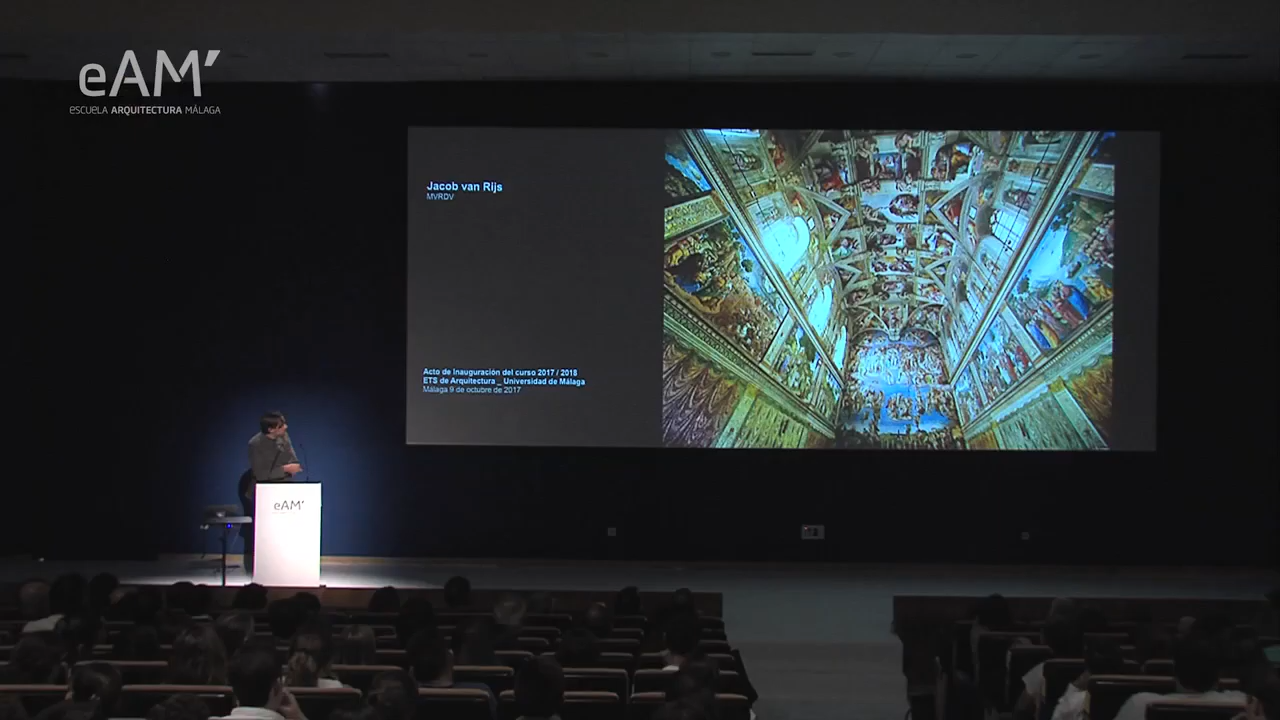 eAM'
ESCUELA ARQUITECTURA MÁLAGA
Jacob van Rijs
MVRDV
Acto de Inauguración del curso 2017 / 2018
ETS de Arquitectura _ Universidad de Málaga
Málaga 9 de octubre de 2017
eAM'